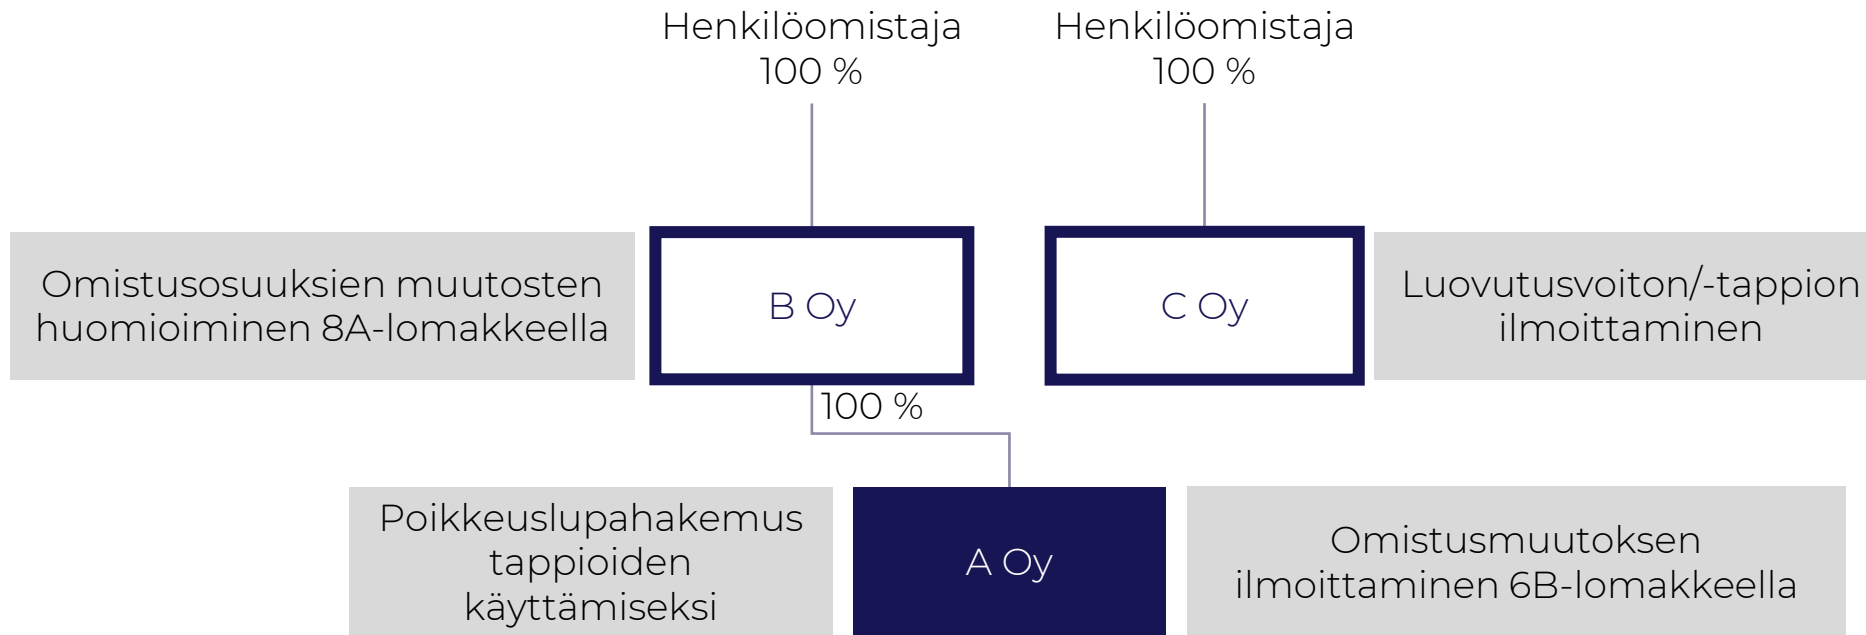 Henkilöomistaja
100 %
Henkilöomistaja
100 %
Omistusosuuksien muutosten
huomioiminen 8A-lomakkeella
B Oy
C Oy
Luovutusvoiton/-tappion
ilmoittaminen
100 %
Poikkeuslupahakemus
tappioiden
käyttämiseksi
A Oy
Omistusmuutoksen
ilmoittaminen 6B-lomakkeella